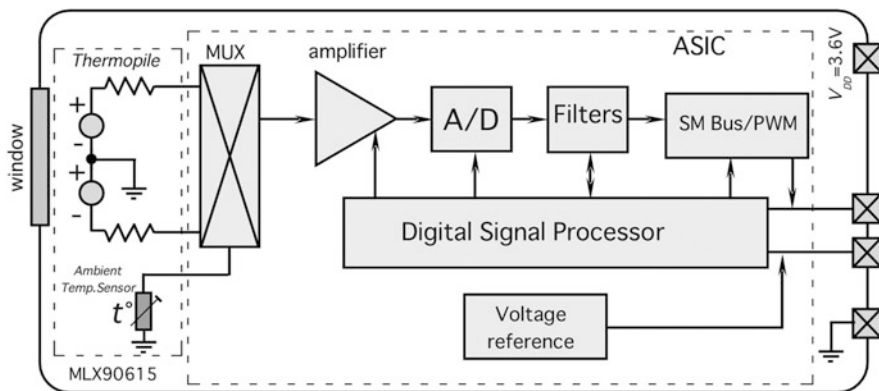 Thermopile
MUX
amplifier
ASIC
V DD =3.6V
window
+
-
+
-
A/D
Filters
SM Bus/PWM
Digital Signal Processor
Ambient
Temp.Sensor
t°
Voltage
reference
MLX90615